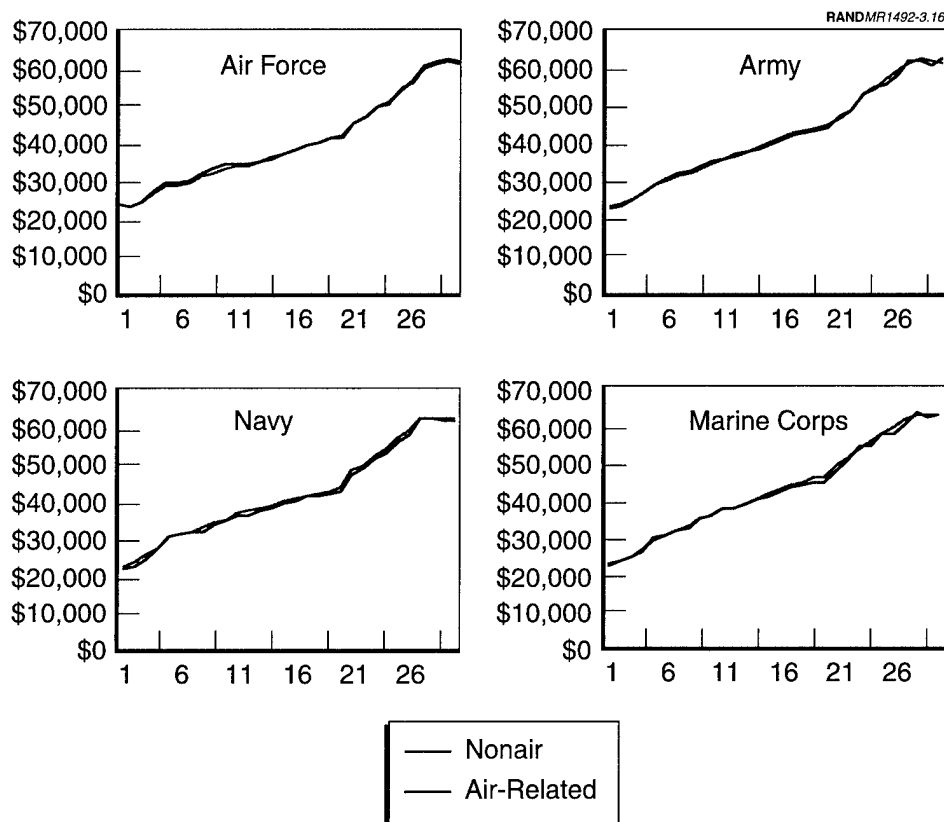 RANDMR1492-3.16
Air Force
$70,000
$60,000
$50,000
$40,000
$30,000
$20,000
$10,000
$0
1 6 11 16 21 26
Army
$70,000
$60,000
$50,000
$40,000
$30,000
$20,000
$10,000
$0
1 6 11 16 21 26
Navy
$70,000
$60,000
$50,000
$40,000
$30,000
$20,000
$10,000
$0
1 6 11 16 21 26
Marine Corps
$70,000
$60,000
$50,000
$40,000
$30,000
$20,000
$10,000
$0
1 6 11 16 21 26
Nonair
Air-Related